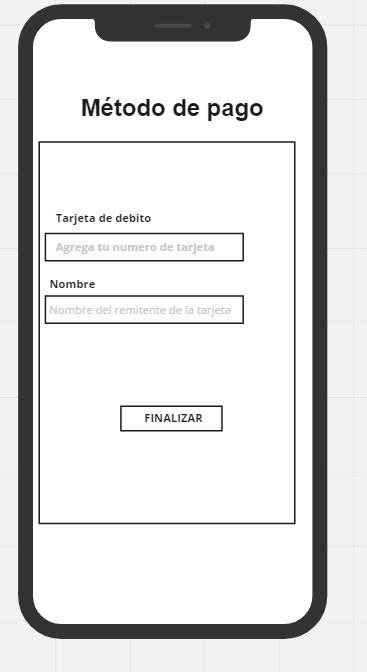 Método de pago
Tarjeta de debito
Agrega tu numero de tarjeta
Nombre
Nombre del remitente de la tarjeta
FINALIZAR